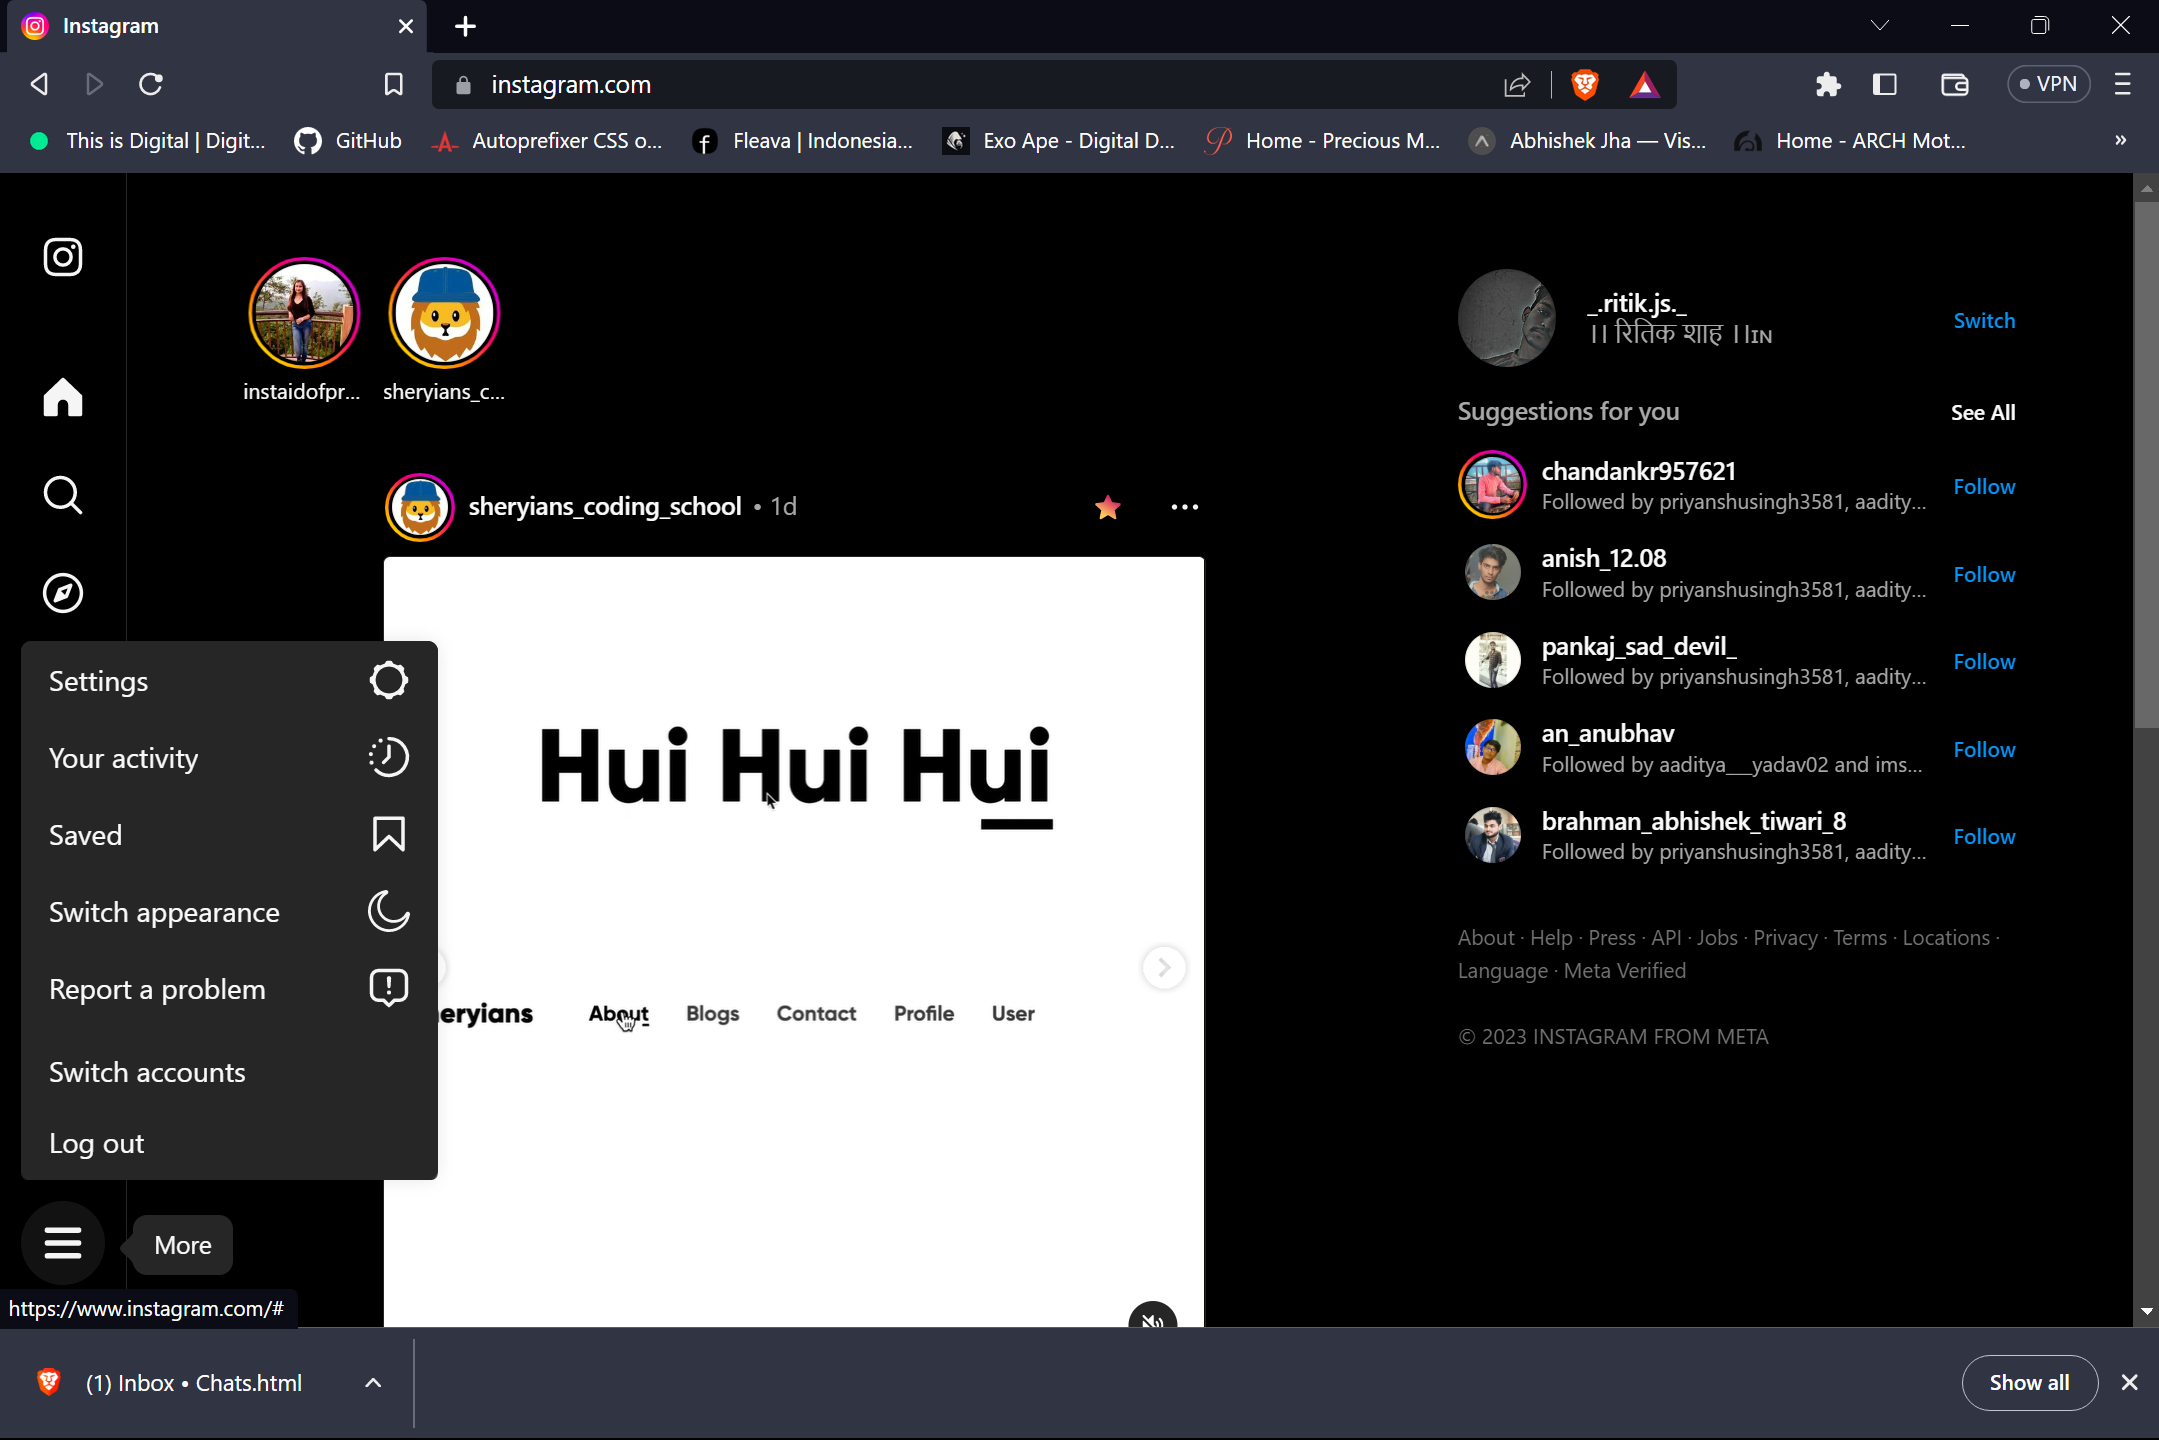 Instagram
instagram.com
VPN
This is Digital | Digit...
GitHub
Autoprefixer CSS o...
Fleava | Indonesia...
Exo Ape - Digital D...
Home - Precious M...
Abhishek Jha — Vis...
Home - ARCH Mot...
»
instaidofpr...
sheryians_c...
sheryians_coding_school • 1d
Hui Hui Hui
eryians
About
Blogs
Contact
Profile
User
Settings
Your activity
Saved
Switch appearance
Report a problem
Switch accounts
Log out
More
https://www.instagram.com/#
_.ritik.js._
।। रितिक शाह ।।IN
Switch
Suggestions for you
See All
chandankr957621
Followed by priyanshusingh3581, aadity...
Follow
anish_12.08
Followed by priyanshusingh3581, aadity...
Follow
pankaj_sad_devil_
Followed by priyanshusingh3581, aadity...
Follow
an_anubhav
Followed by aaditya__yadav02 and ims...
Follow
brahman_abhishek_tiwari_8
Followed by priyanshusingh3581, aadity...
Follow
About · Help · Press · API · Jobs · Privacy · Terms · Locations ·
Language · Meta Verified
© 2023 INSTAGRAM FROM META
(1) Inbox • Chats.html
Show all